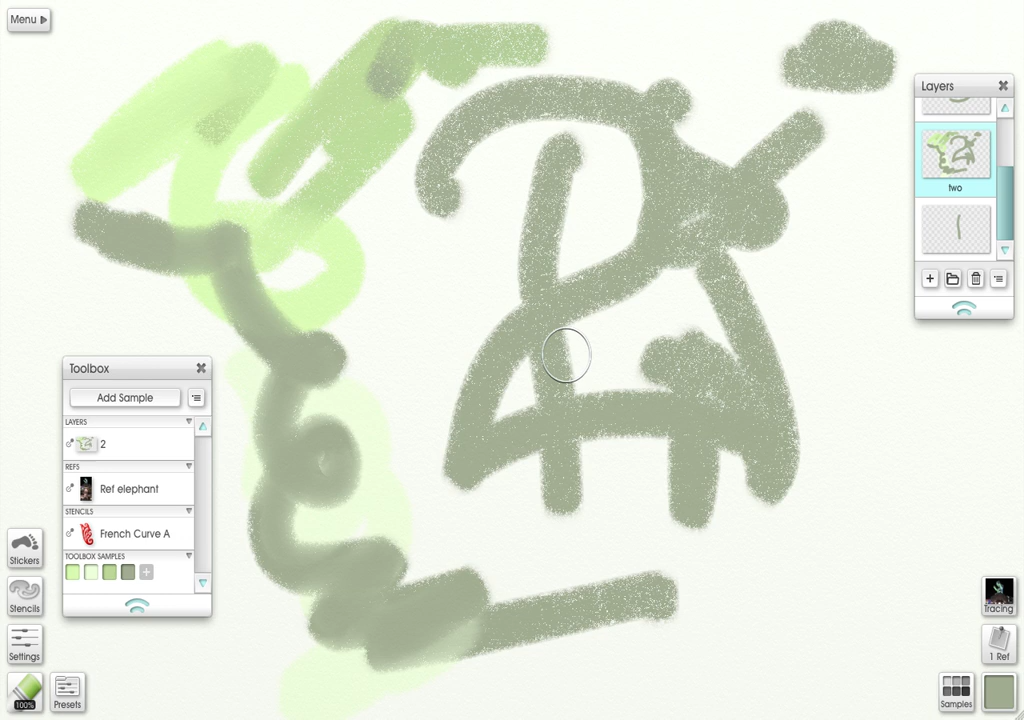 Menu
Layers
two
Toolbox
Add Sample
LAYERS
2
REFS
Ref elephant
STENCILS
French Curve A
TOOLBOX SAMPLES
Stickers
Stencils
Settings
100%
Presets
Tracing
1 Ref
Samples